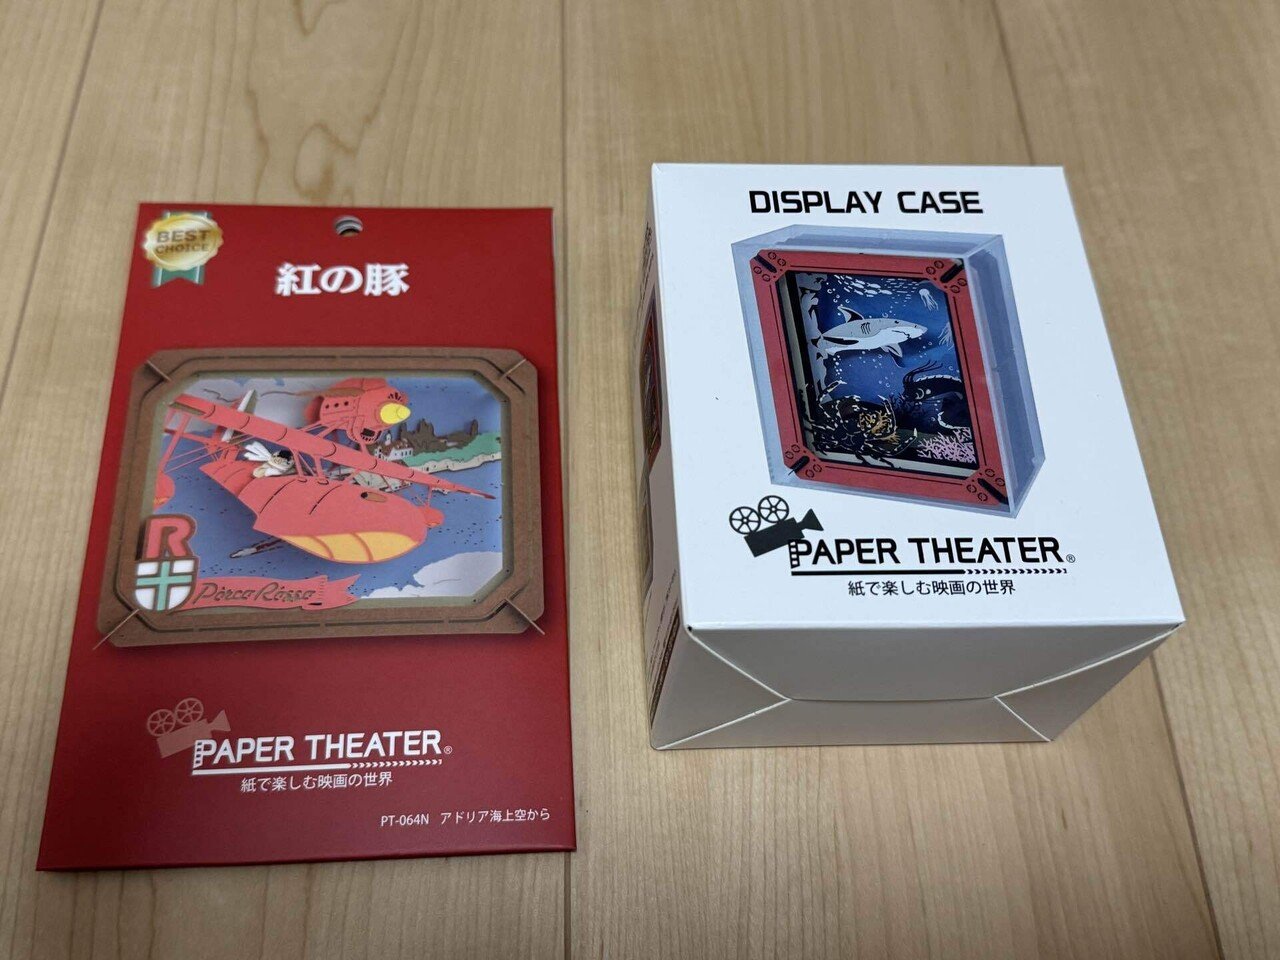 BEST
CHOICE
紅の豚
R
Porco Rosso
PAPER THEATER®
紙で楽しむ映画の世界
PT-064N アドリア海上空から
DISPLAY CASE
PAPER THEATER®
紙で楽しむ映画の世界